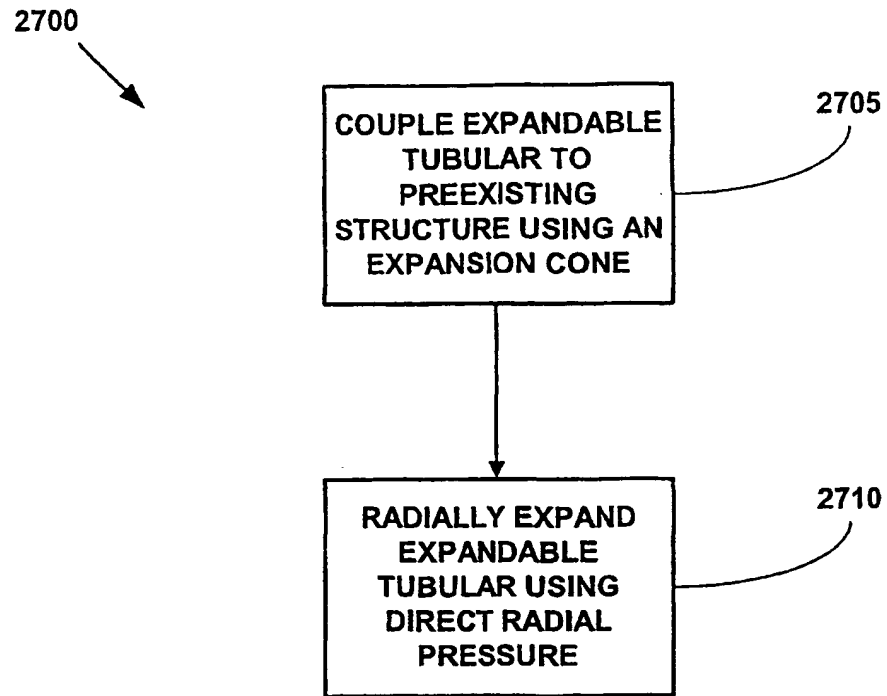 2700
2705
COUPLE EXPANDABLE
TUBULAR TO
PREEXISTING
STRUCTURE USING AN
EXPANSION CONE
2710
RADIALLY EXPAND
EXPANDABLE
TUBULAR USING
DIRECT RADIAL
PRESSURE